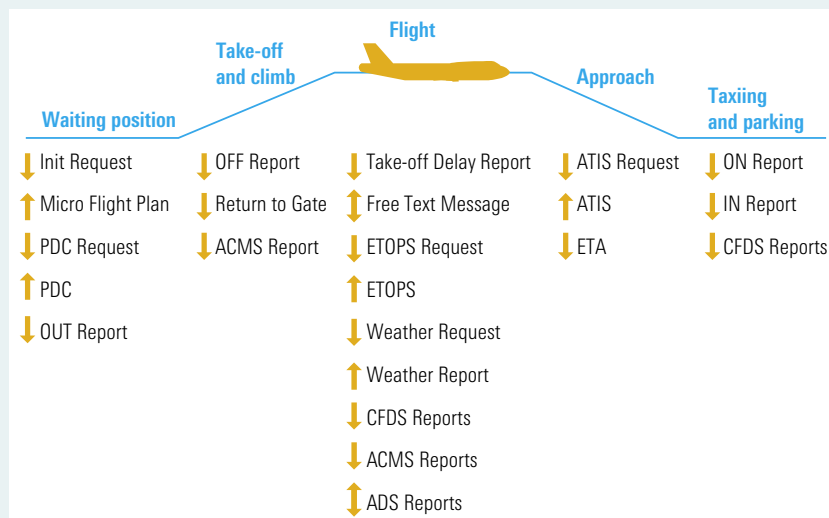 Flight
Take-off
and climb
Approach
Waiting position
Taxiing
and parking
Init Request
Micro Flight Plan
PDC Request
PDC
OUT Report
OFF Report
Return to Gate
ACMS Report
Take-off Delay Report
Free Text Message
ETOPS Request
ETOPS
Weather Request
Weather Report
CFDS Reports
ACMS Reports
ADS Reports
ATIS Request
ATIS
ETA
ON Report
IN Report
CFDS Reports